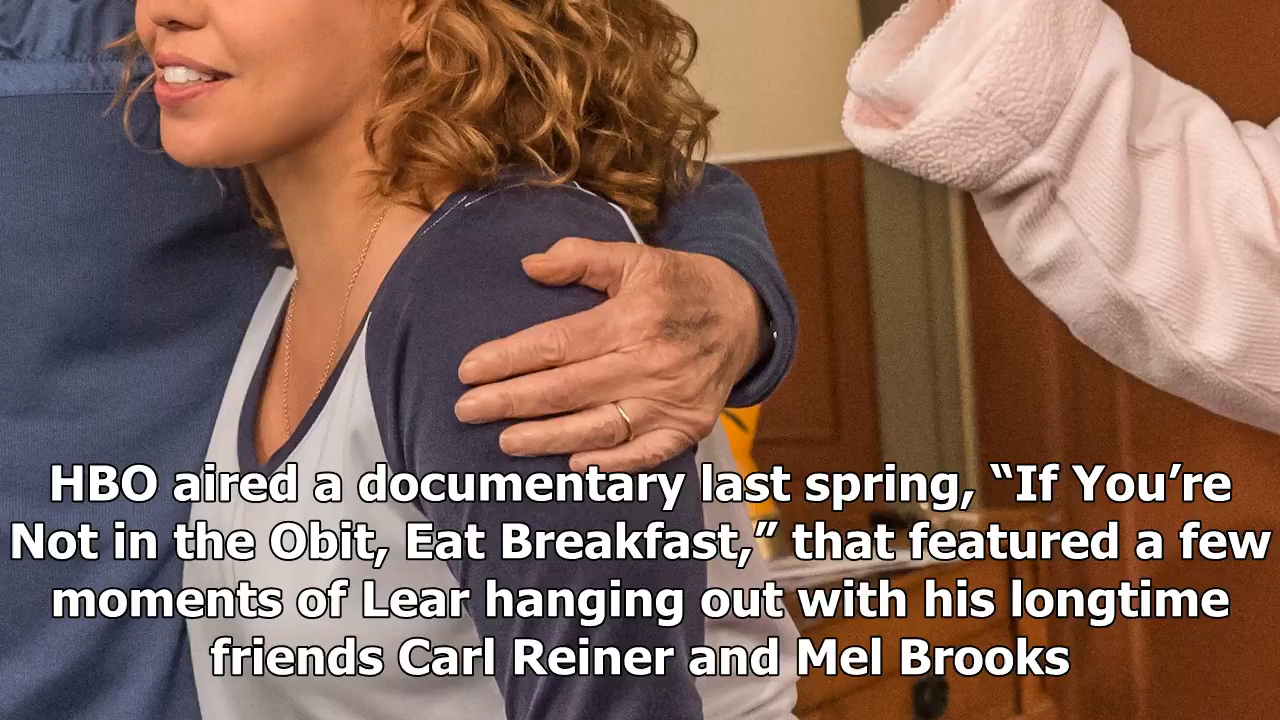 HBO aired a documentary last spring, “If You’re
Not in the Obit, Eat Breakfast,” that featured a few
moments of Lear hanging out with his longtime
friends Carl Reiner and Mel Brooks